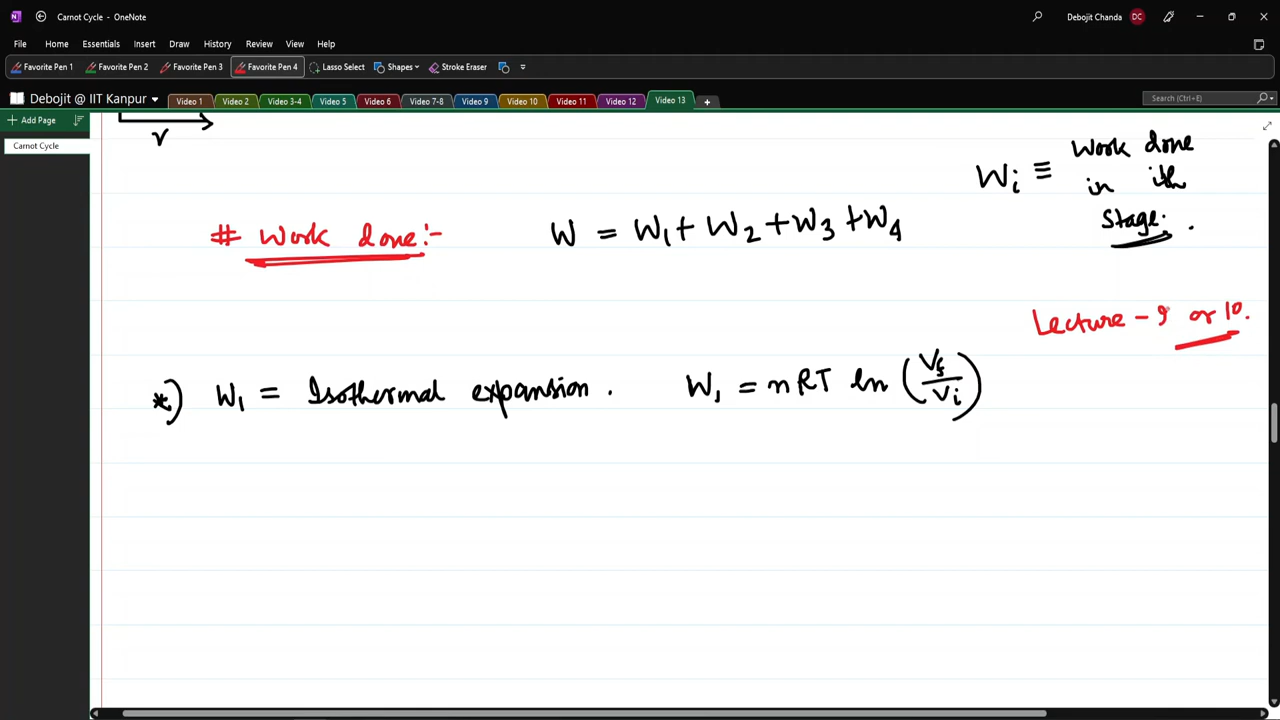 Carnot Cycle - OneNote
Debojit Chanda DC
File Home Essentials Insert Draw History Review View Help
Favorite Pen 1 Favorite Pen 2 Favorite Pen 3 Favorite Pen 4 Lasso Select Shapes Stroke Eraser
Debojit @ IIT Kanpur Video 1 Video 2 Video 3-4 Video 5 Video 6 Video 7-8 Video 9 Video 10 Video 11 Video 12 Video 13 + Search (Ctrl+E)
+ Add Page
Carnot Cycle
V
Wi ≡ Work done
in ith
Stage.
# Work done:- W = W1 + W2 + W3 + W4
Lecture - 9 or 10.
*) W1 = Isothermal expansion. W1 = nRT ln (Vf/Vi)